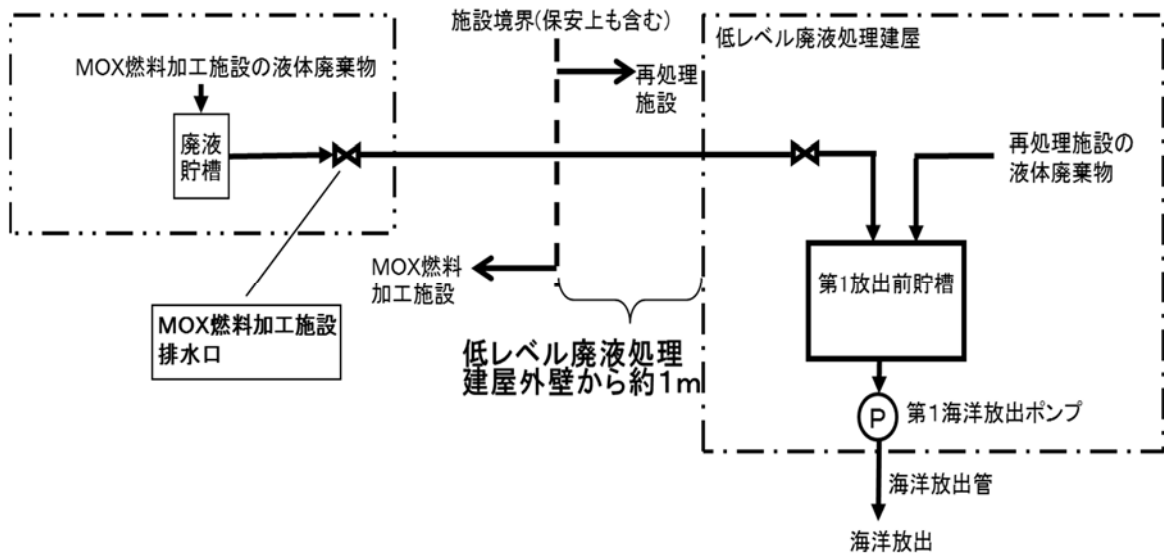 MOX燃料加工施設の液体廃棄物
廃液
貯槽
MOX燃料加工施設
排水口
施設境界(保安上も含む)
再処理
施設
MOX燃料
加工施設
低レベル廃液処理
建屋外壁から約1m
低レベル廃液処理建屋
再処理施設の
液体廃棄物
第1放出前貯槽
P
第1海洋放出ポンプ
海洋放出管
海洋放出